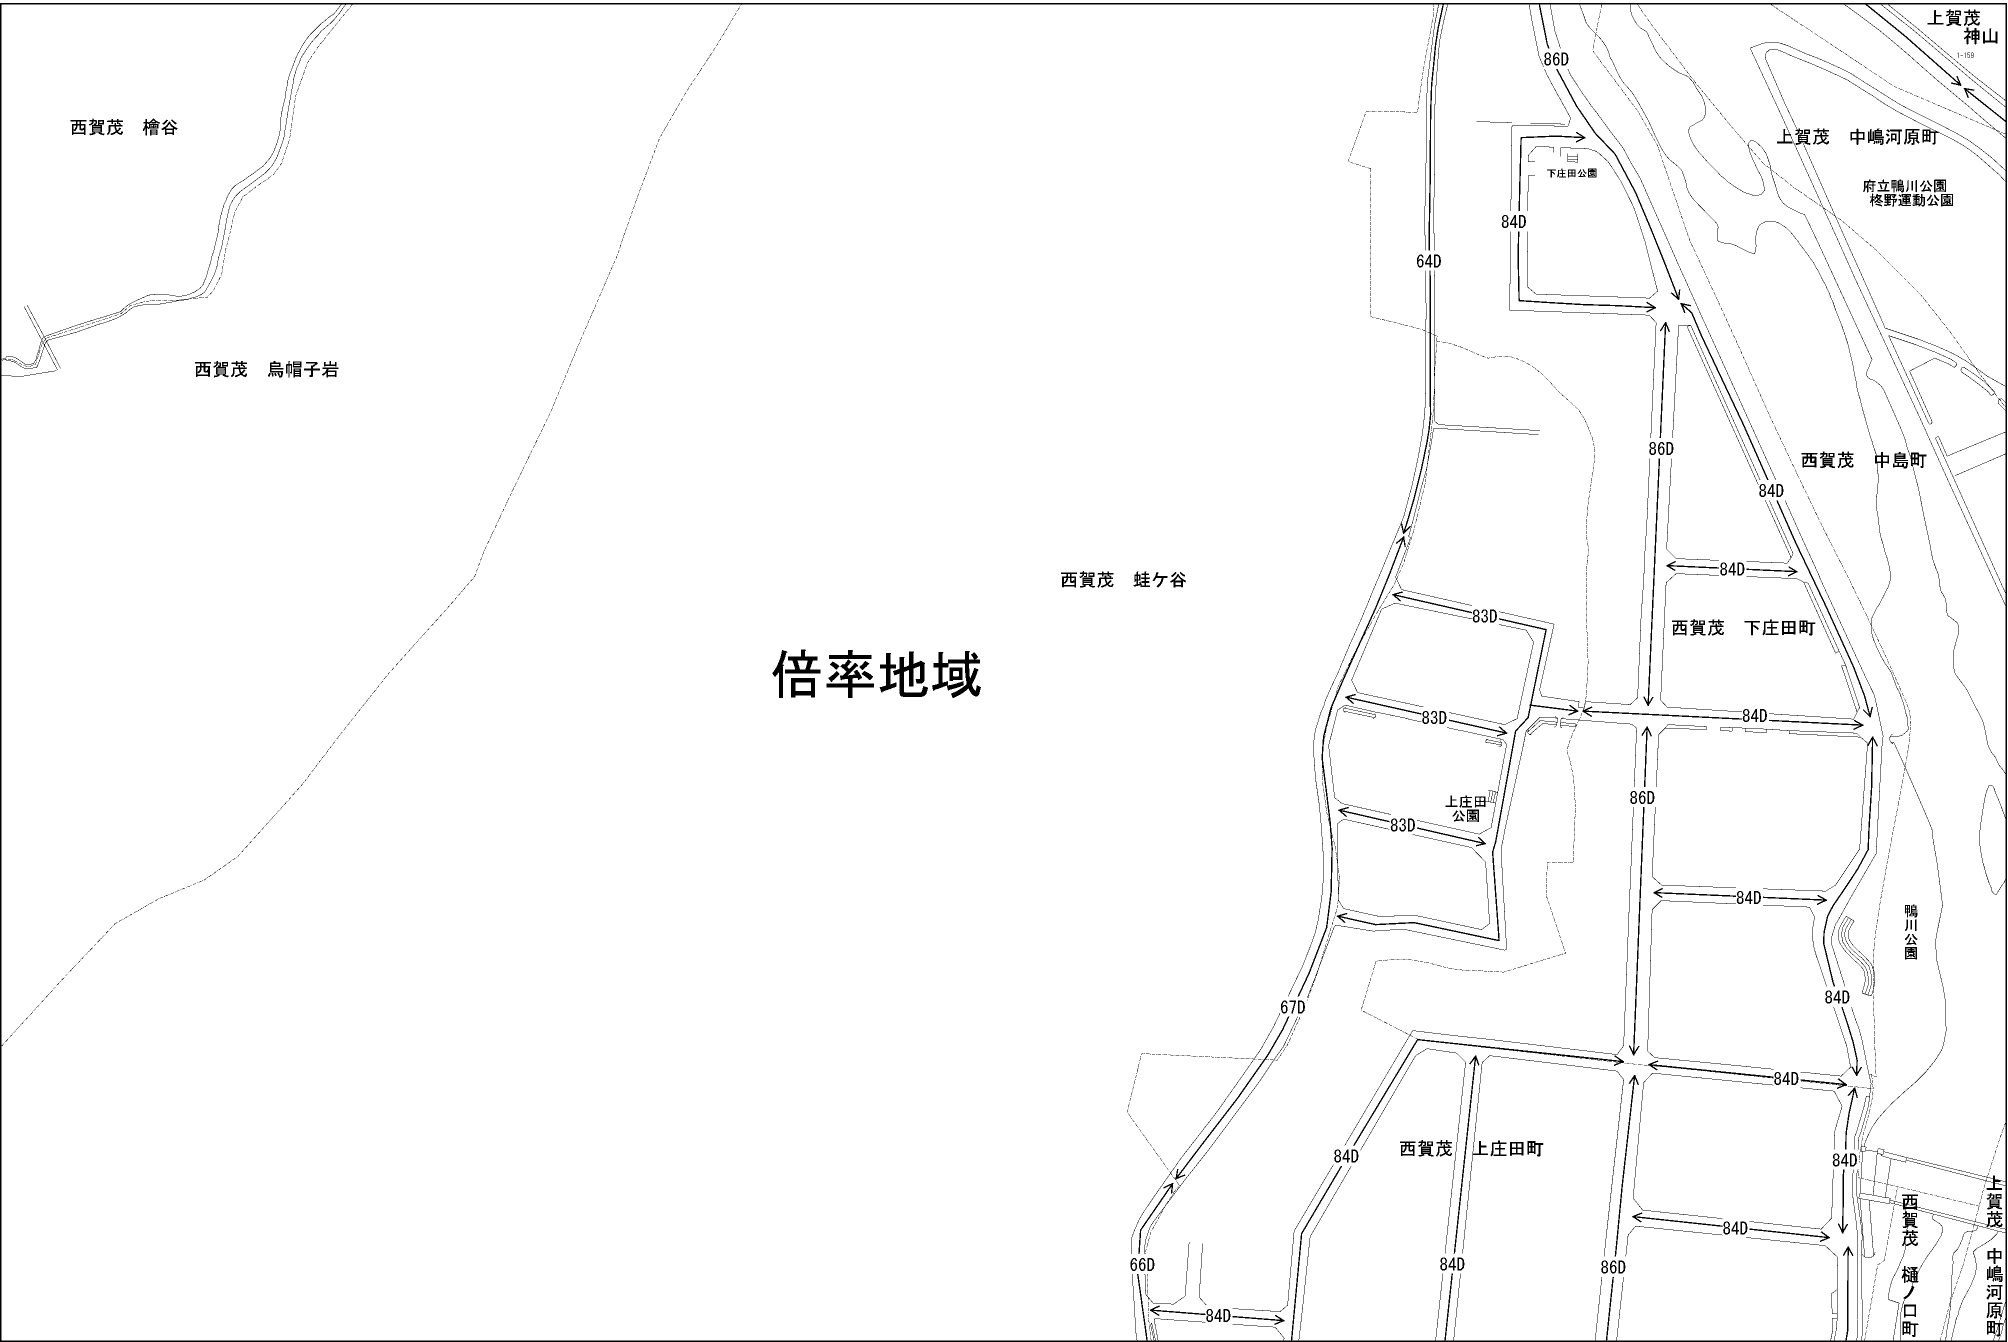 上賀茂
神山
1-159
86D
西賀茂　檜谷
上賀茂　中嶋河原町
下庄田公園
府立鴨川公園
柊野運動公園
84D
64D
西賀茂　烏帽子岩
86D
西賀茂　中島町
84D
84D
西賀茂　蛙ケ谷
83D
西賀茂　下庄田町
倍率地域
83D
84D
86D
上庄田
公園
83D
84D
鴨川公園
84D
67D
84D
84D
西賀茂　上庄田町
84D
上賀茂　中嶋河原町
西賀茂　樋ノ口町
84D
66D
84D
86D
84D